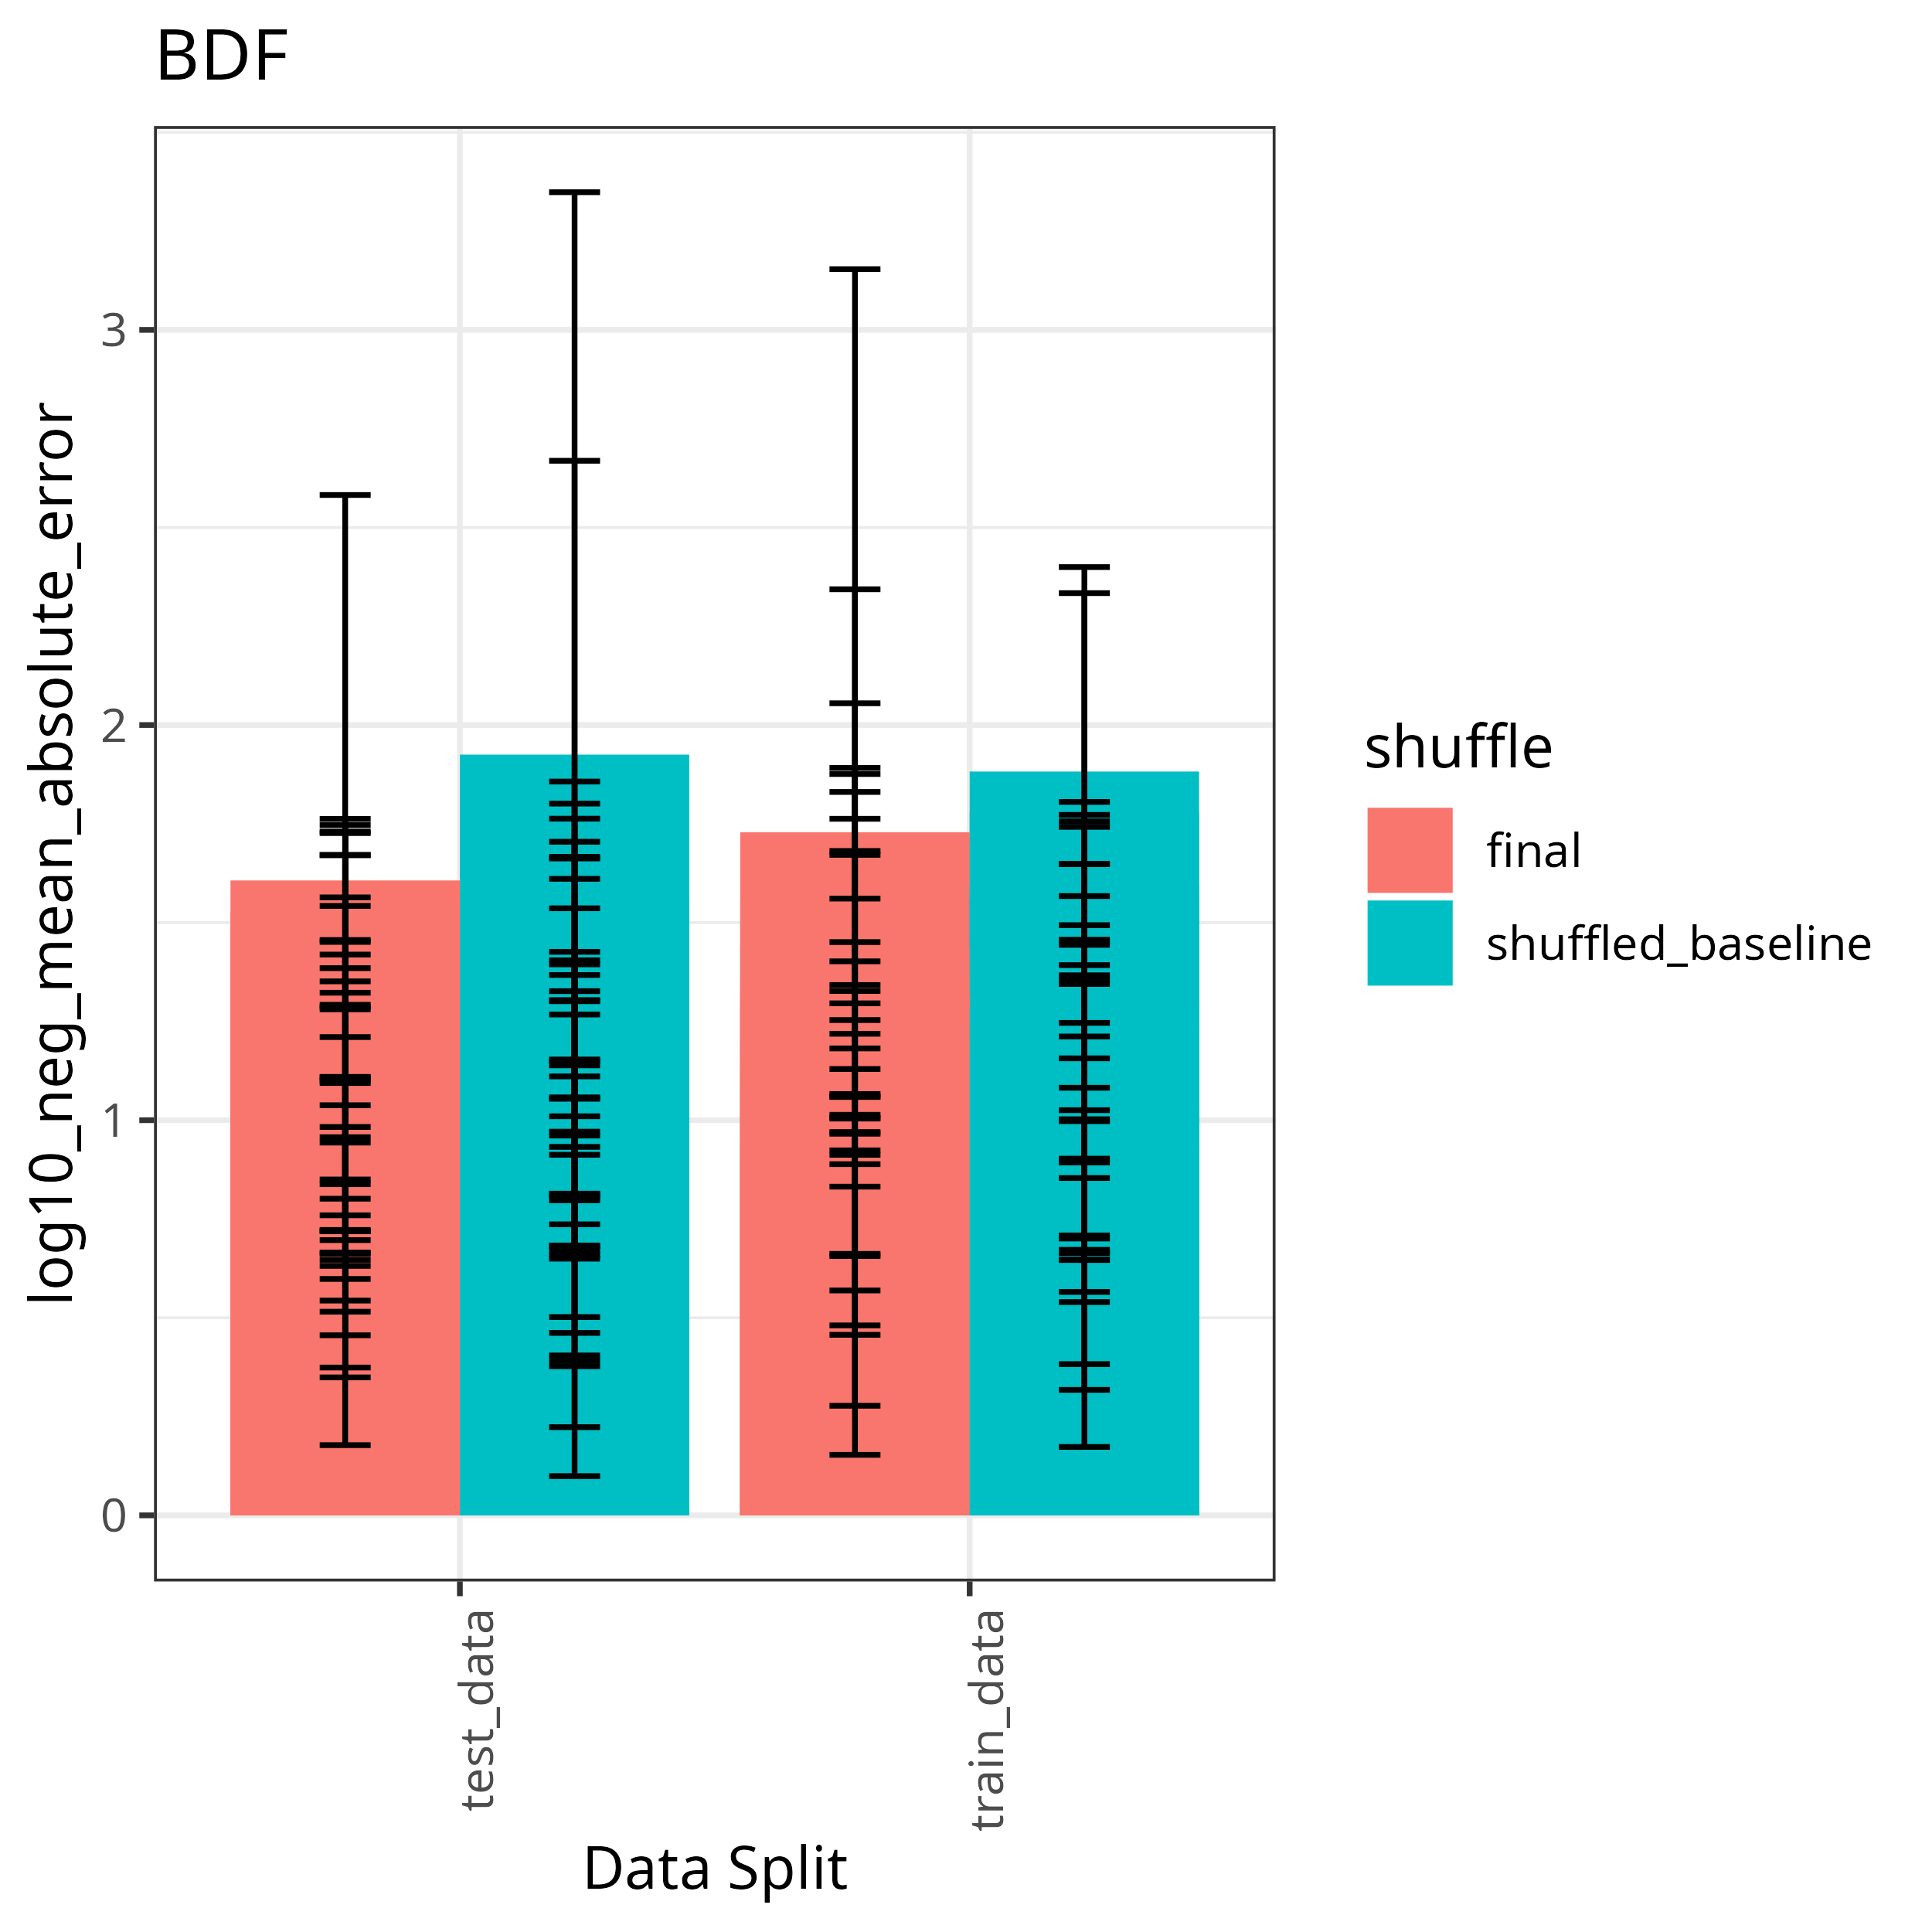 BDF
log10_neg_mean_absolute_error
3
2
1
0
test_data
train_data
Data Split
shuffle
final
shuffled_baseline